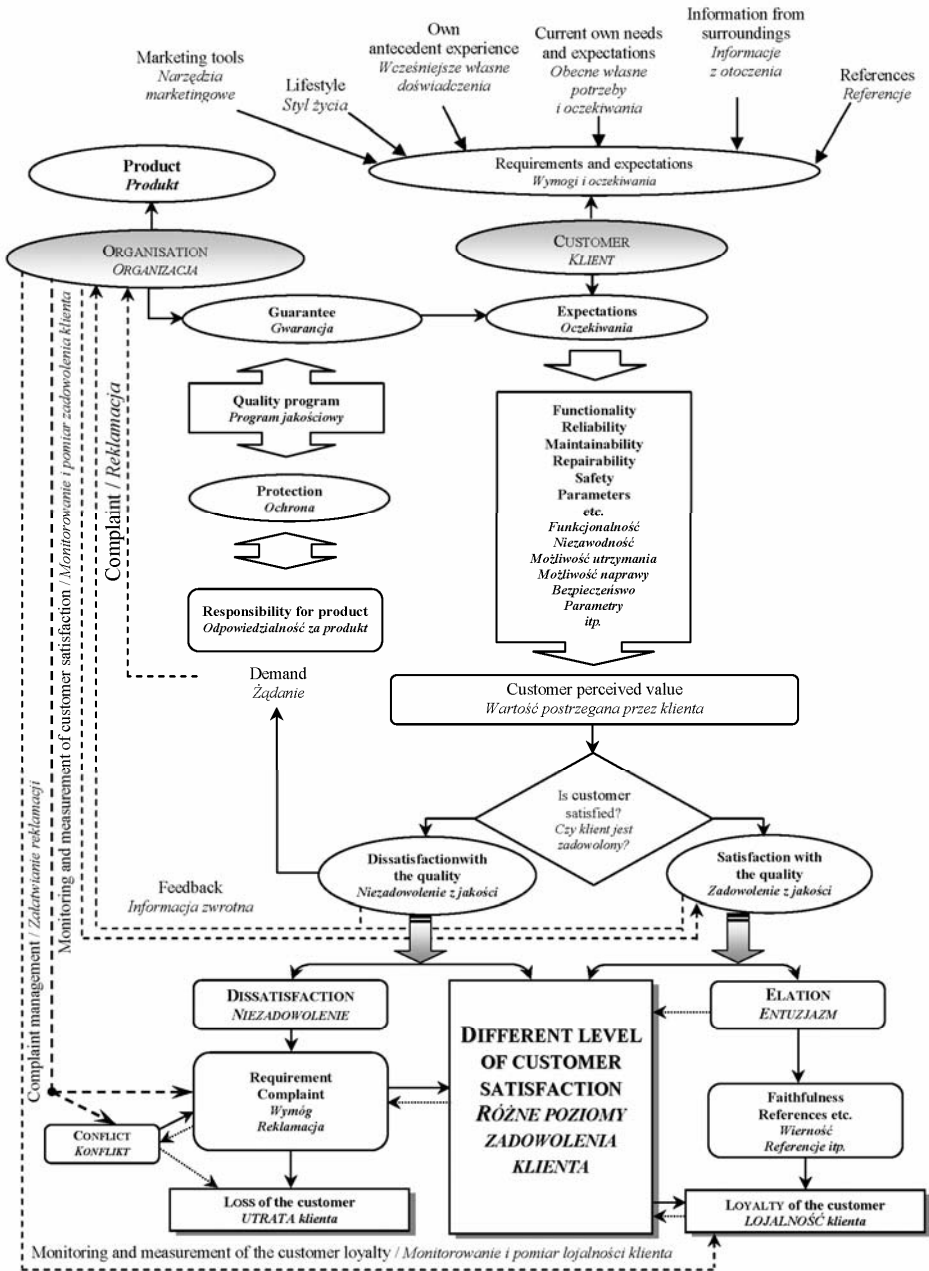 Marketing tools
Narzędzia
marketingowe
Lifestyle
Styl życia
Own
antecedent experience
Wcześniejsze własne
doświadczenia
Current own needs
and expectations
Obecne własne
potrzeby
i oczekiwania
Information from
surroundings
Informacje
z otoczenia
References
Referencje
Requirements and expectations
Wymogi i oczekiwania
Product
Produkt
ORGANISATION
ORGANIZACJA
CUSTOMER
KLIENT
Guarantee
Gwarancja
Expectations
Oczekiwania
Quality program
Program jakościowy
Protection
Ochrona
Responsibility for product
Odpowiedzialność za produkt
Functionality
Reliability
Maintainability
Repairability
Safety
Parameters
etc.
Funkcjonalność
Niezawodność
Możliwość utrzymania
Możliwość naprawy
Bezpieczeńswo
Parametry
itp.
Complaint / Reklamacja
Monitoring and measurement of customer satisfaction / Monitorowanie i pomiar zadowolenia klienta
Complaint management / Załatwianie reklamacji
Demand
Żądanie
Customer perceived value
Wartość postrzegana przez klienta
Is customer
satisfied?
Czy klient jest
zadowolony?
Dissatisfactionwith
the quality
Niezadowolenie z jakości
Satisfaction with
the quality
Zadowolenie z jakości
Feedback
Informacja zwrotna
DISSATISFACTION
NIEZADOWOLENIE
ELATION
ENTUZJAZM
DIFFERENT LEVEL
OF CUSTOMER
SATISFACTION
RÓŻNE POZIOMY
ZADOWOLENIA
KLIENTA
Requirement
Complaint
Wymóg
Reklamacja
Faithfulness
References etc.
Wierność
Referencje itp.
CONFLICT
KONFLIKT
LOSS of the customer
UTRATA klienta
LOYALTY of the customer
LOJALNOŚĆ klienta
Monitoring and measurement of the customer loyalty / Monitorowanie i pomiar lojalności klienta